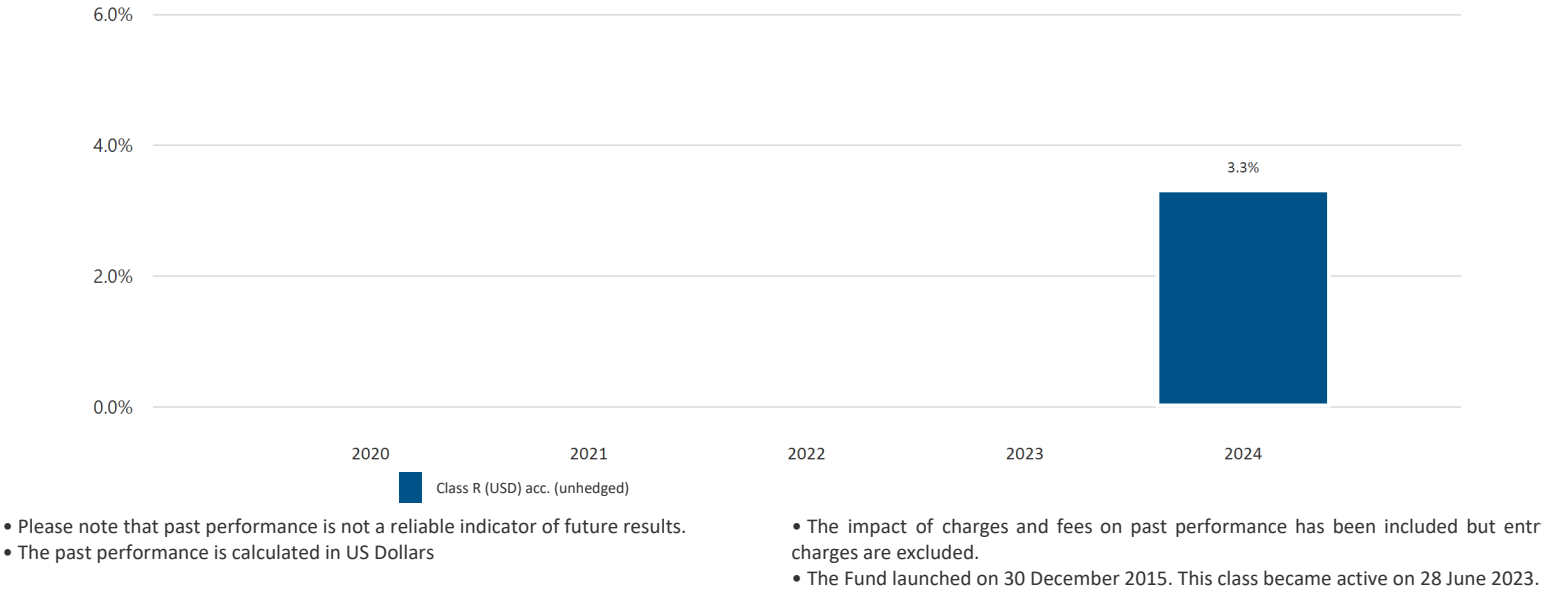 6.0%
4.0%
3.3%
2.0%
0.0%
2020 2021 2022 2023 2024
Class R (USD) acc. (unhedged)
• Please note that past performance is not a reliable indicator of future results.
• The past performance is calculated in US Dollars
• The impact of charges and fees on past performance has been included but entr
charges are excluded.
• The Fund launched on 30 December 2015. This class became active on 28 June 2023.